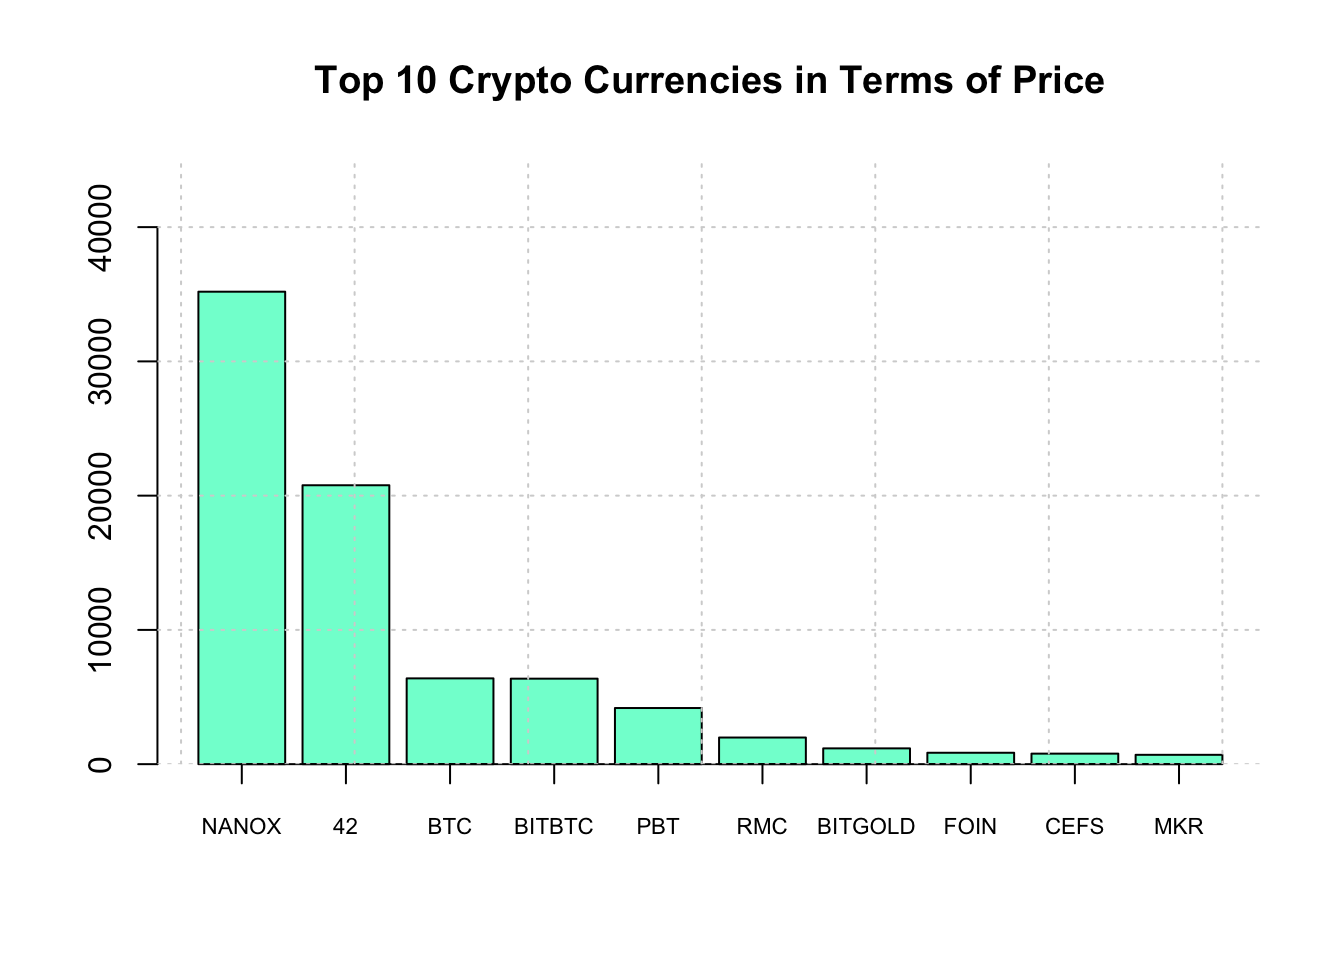 Top 10 Crypto Currencies in Terms of Price
40000
30000
20000
10000
0
NANOX 42 BTC BITBTC PBT RMC BITGOLD FOIN CEFS MKR